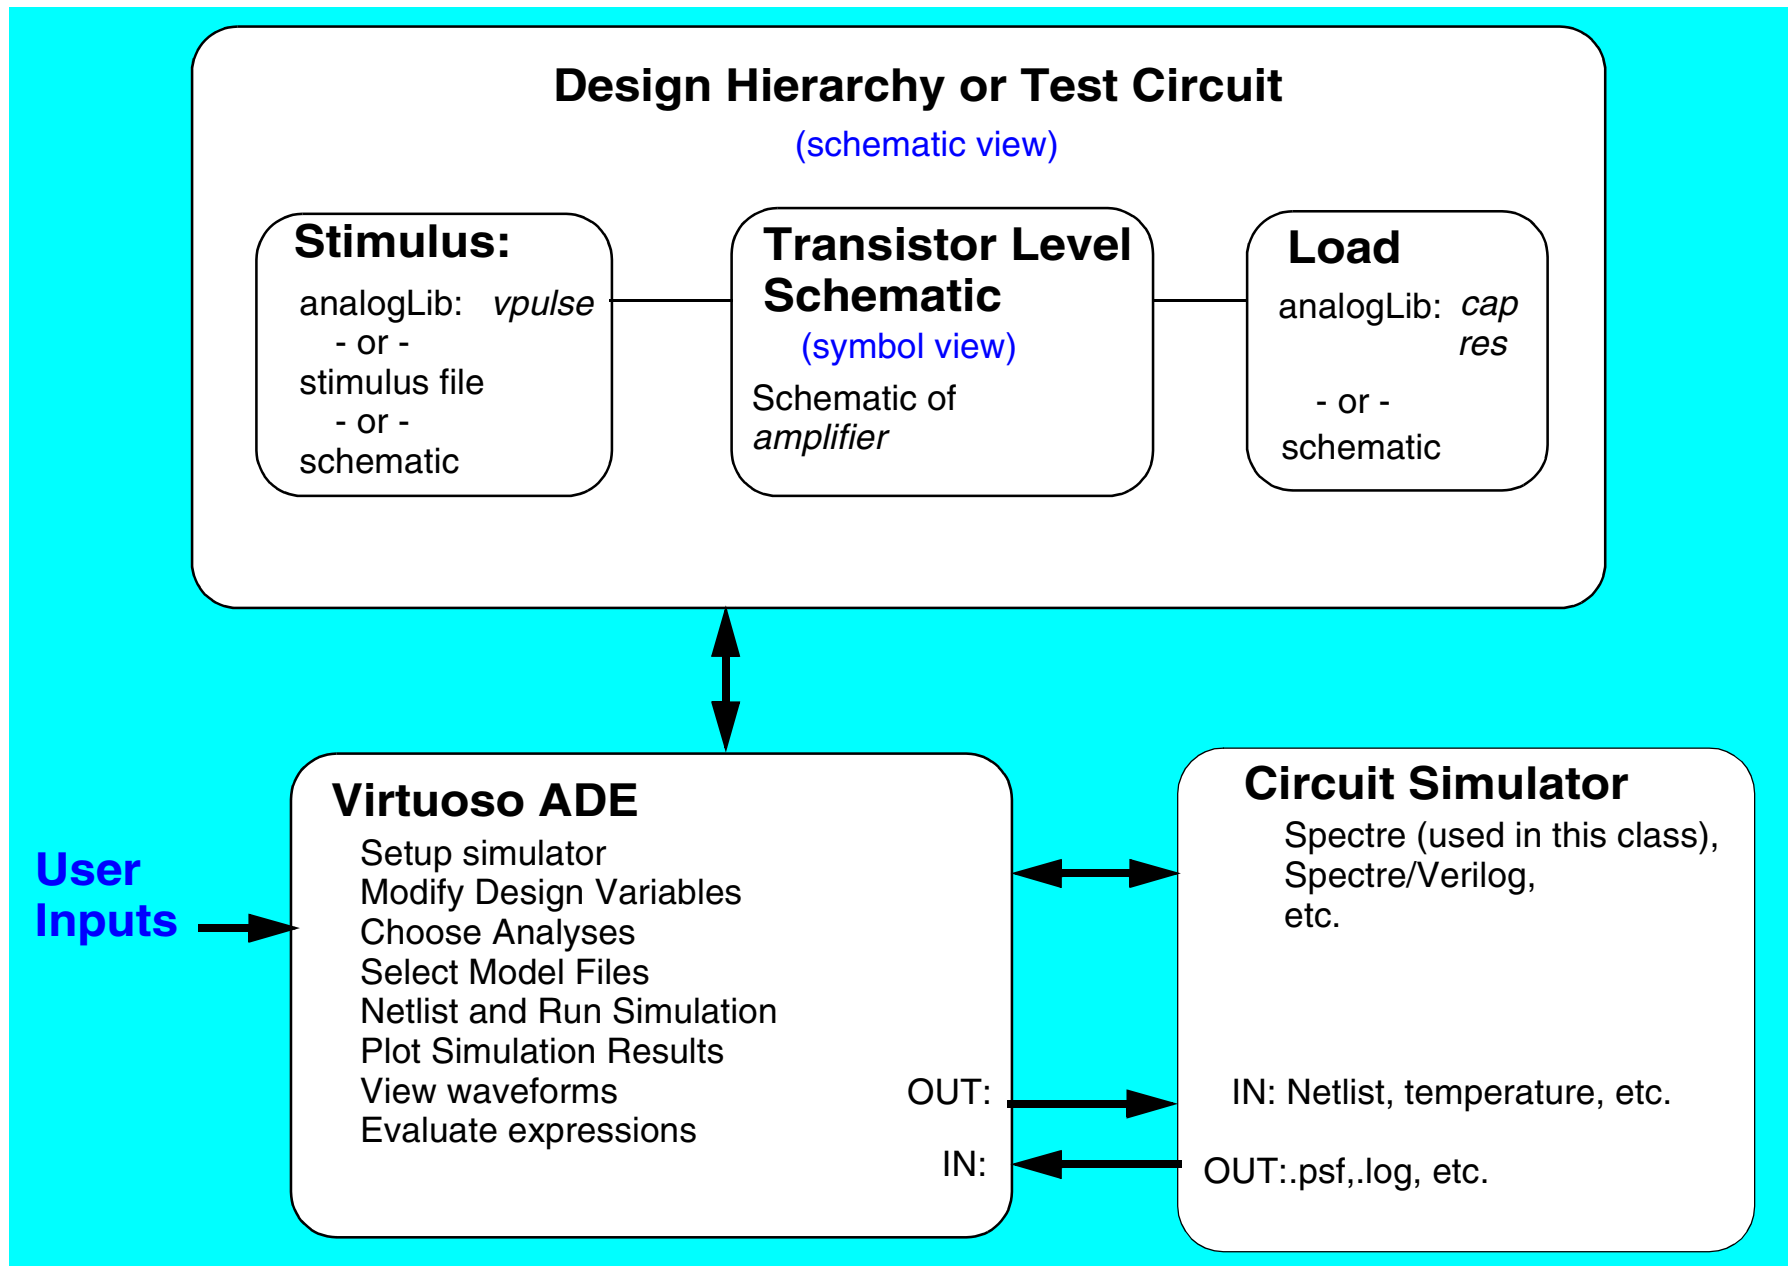 Design Hierarchy or Test Circuit
(schematic view)
Stimulus:
analogLib: vpulse
- or -
stimulus file
- or -
schematic
Transistor Level
Schematic
(symbol view)
Schematic of
amplifier
Load
analogLib: cap
res
- or -
schematic
User
Inputs
Virtuoso ADE
Setup simulator
Modify Design Variables
Choose Analyses
Select Model Files
Netlist and Run Simulation
Plot Simulation Results
View waveforms
Evaluate expressions
OUT:
IN:
Circuit Simulator
Spectre (used in this class),
Spectre/Verilog,
etc.
IN: Netlist, temperature, etc.
OUT:.psf,.log, etc.